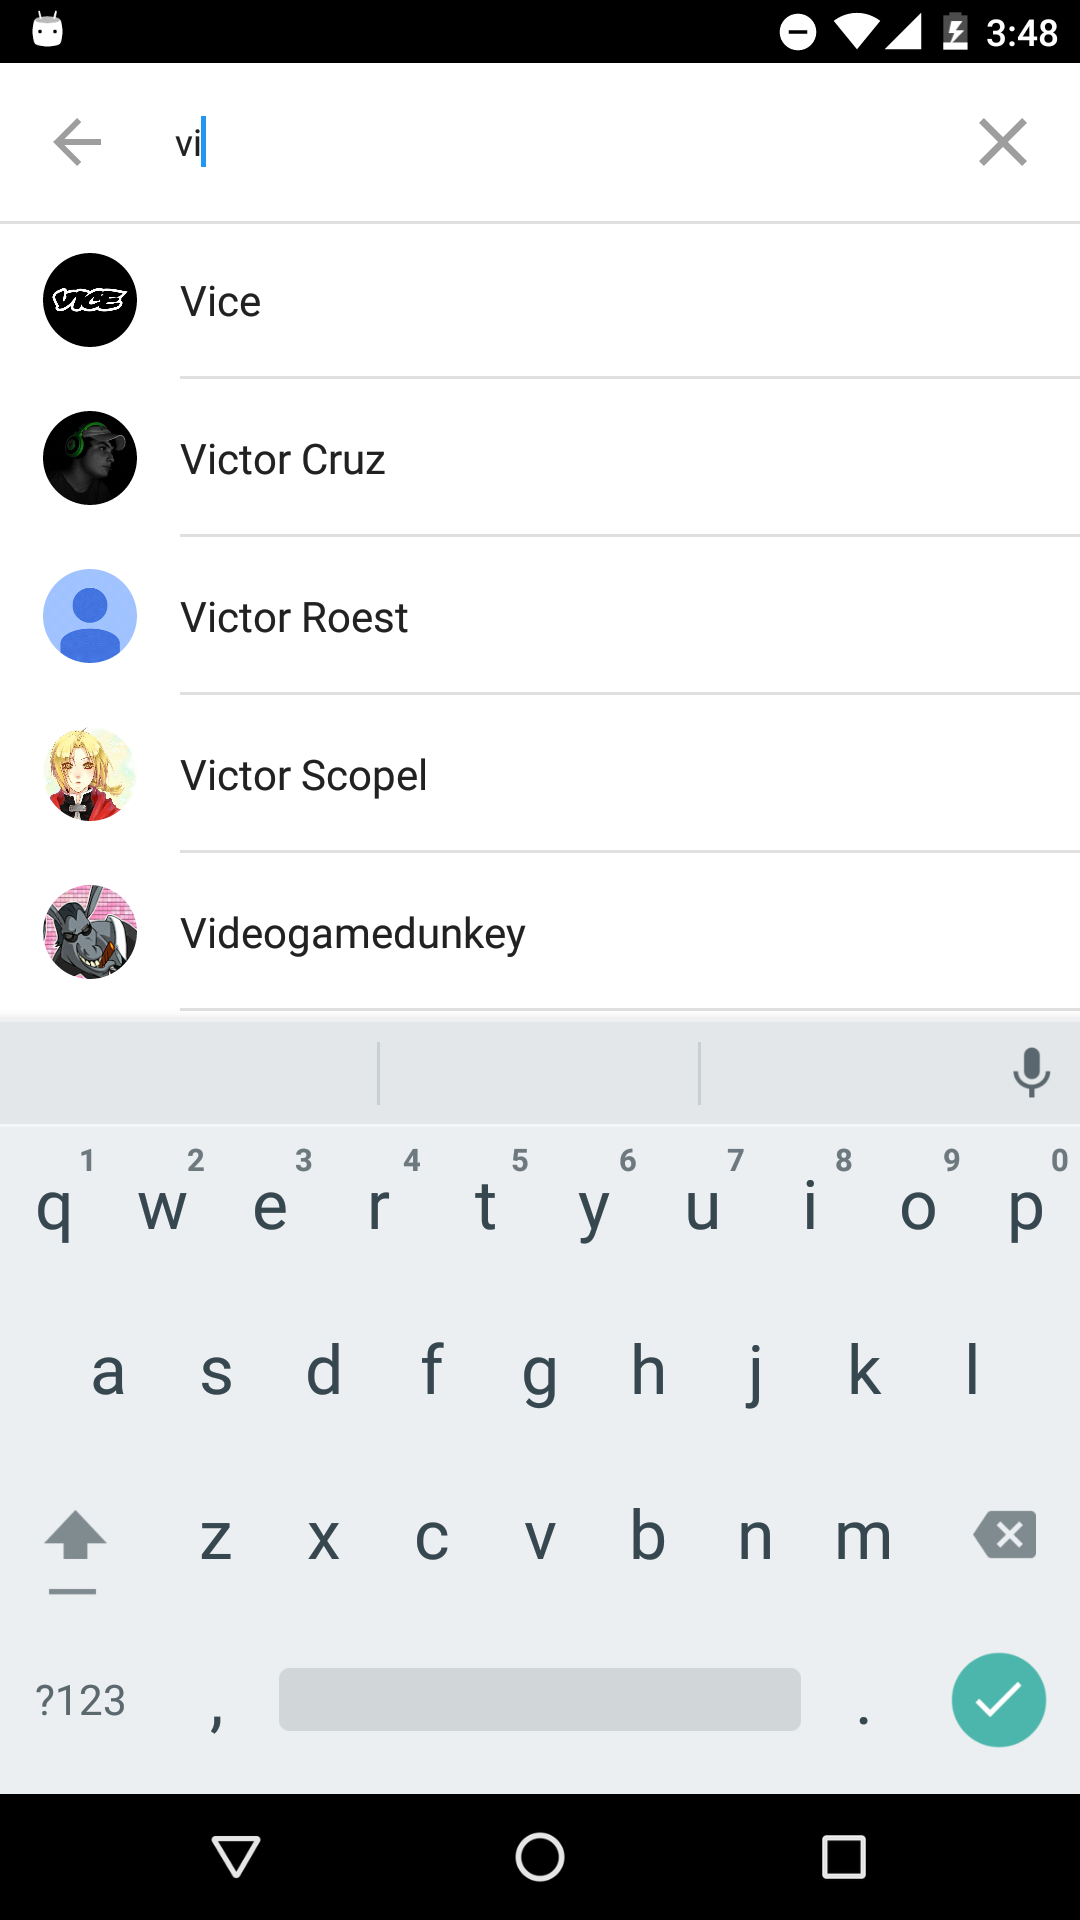 3:48
vi
VICE
Vice
Victor Cruz
Victor Roest
Victor Scopel
Videogamedunkey
1 2 3 4 5 6 7 8 9 0
q w e r t y u i o p
a s d f g h j k l
z x c v b n m
?123 , .